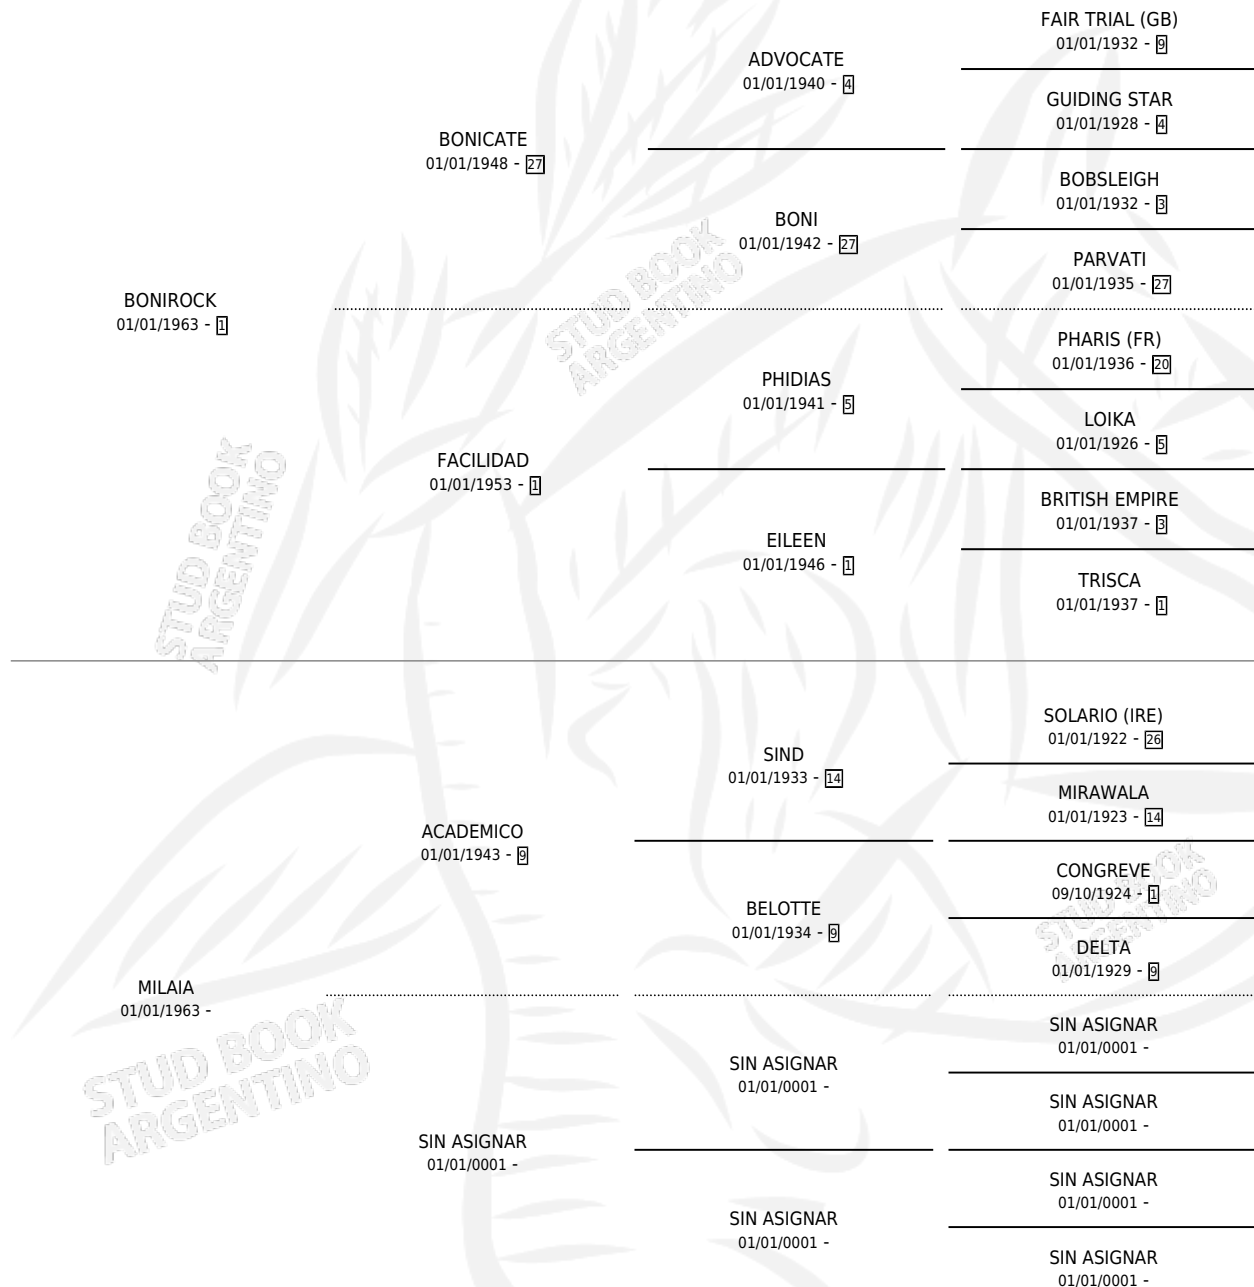 FAIR TRIAL (GB)
01/01/1932 - 9
ADVOCATE
01/01/1940 - 4
GUIDING STAR
01/01/1928 - 4
BONICATE
01/01/1948 - 27
BOBSLEIGH
01/01/1932 - 3
BONI
01/01/1942 - 27
PARVATI
01/01/1935 - 27
BONIROCK
01/01/1963 - 1
PHARIS (FR)
01/01/1936 - 20
PHIDIAS
01/01/1941 - 5
LOIKA
01/01/1926 - 5
FACILIDAD
01/01/1953 - 1
BRITISH EMPIRE
01/01/1937 - 3
EILEEN
01/01/1946 - 1
TRISCA
01/01/1937 - 1
SOLARIO (IRE)
01/01/1922 - 26
SIND
01/01/1933 - 14
MIRAWALA
01/01/1923 - 14
ACADEMICO
01/01/1943 - 9
CONGREVE
09/10/1924 - 1
BELOTTE
01/01/1934 - 9
DELTA
01/01/1929 - 9
MILAIA
01/01/1963 -
SIN ASIGNAR
01/01/0001 -
SIN ASIGNAR
01/01/0001 -
SIN ASIGNAR
01/01/0001 -
SIN ASIGNAR
01/01/0001 -
SIN ASIGNAR
01/01/0001 -
SIN ASIGNAR
01/01/0001 -
SIN ASIGNAR
01/01/0001 -
STUD BOOK
ARGENTINO
STUD BOOK
ARGENTINO
STUD BOOK
ARGENTINO
STUD BOOK
ARGENTINO